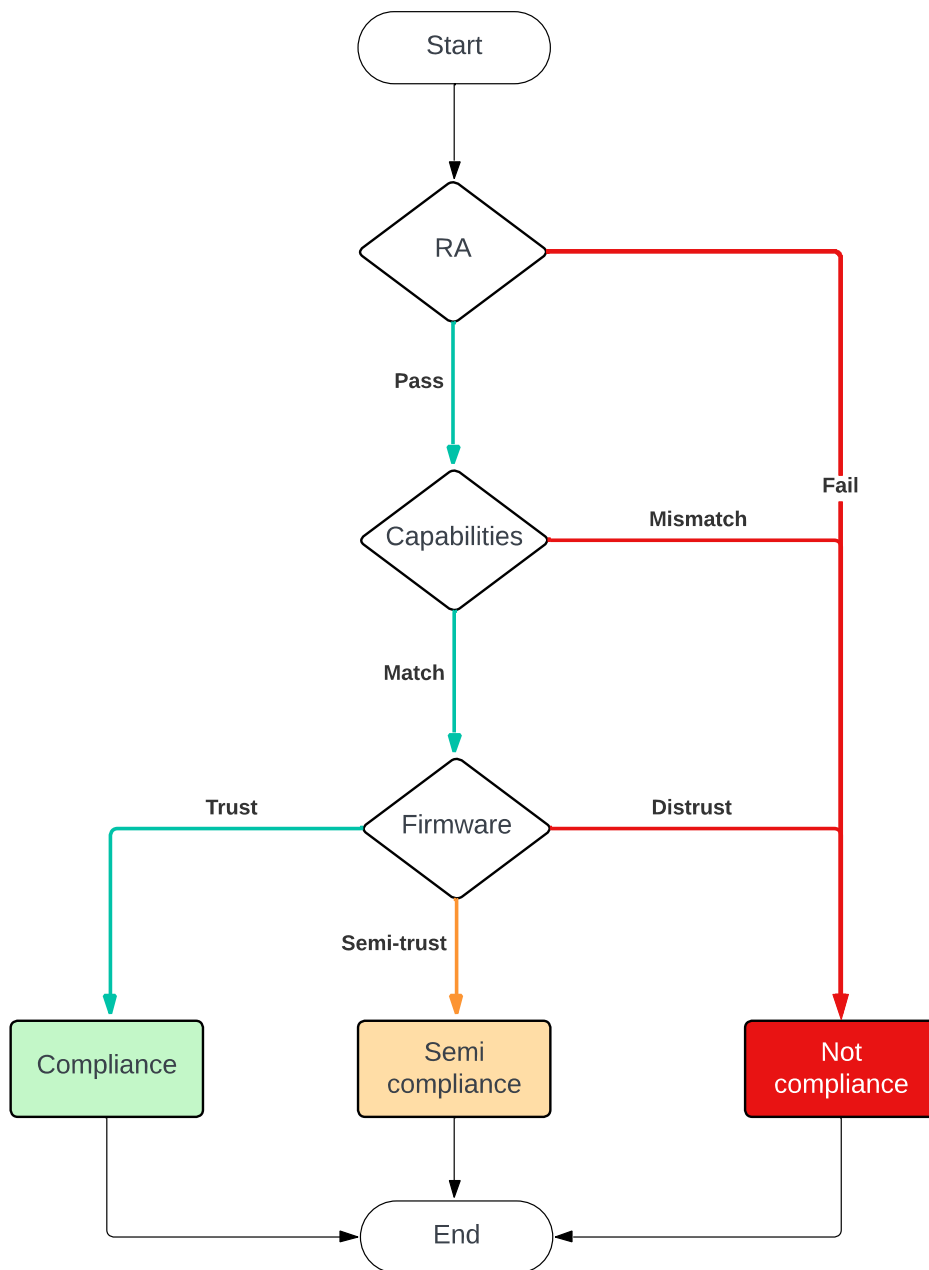 Start
RA
Pass
Fail
Mismatch
Capabilities
Match
Trust
Distrust
Firmware
Semi-trust
Compliance
Semi
compliance
Not
compliance
End